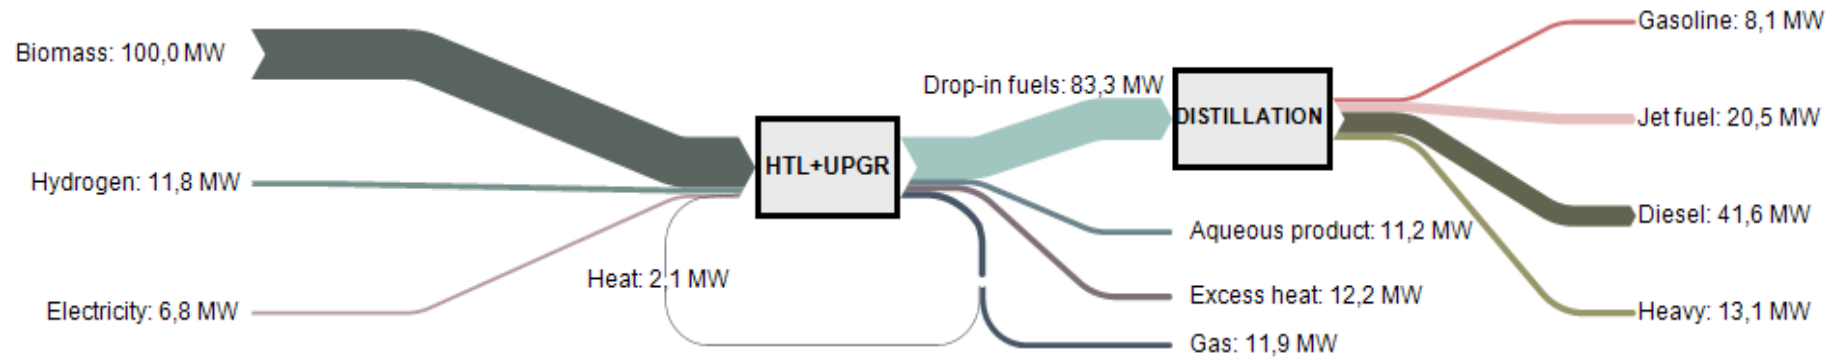 Biomass: 100,0 MW
Hydrogen: 11,8 MW
Electricity: 6,8 MW
HTL+UPGR
Heat: 2,1 MW
Drop-in fuels: 83,3 MW
Aqueous product: 11,2 MW
Excess heat: 12,2 MW
Gas: 11,9 MW
DISTILLATION
Gasoline: 8,1 MW
Jet fuel: 20,5 MW
Diesel: 41,6 MW
Heavy: 13,1 MW